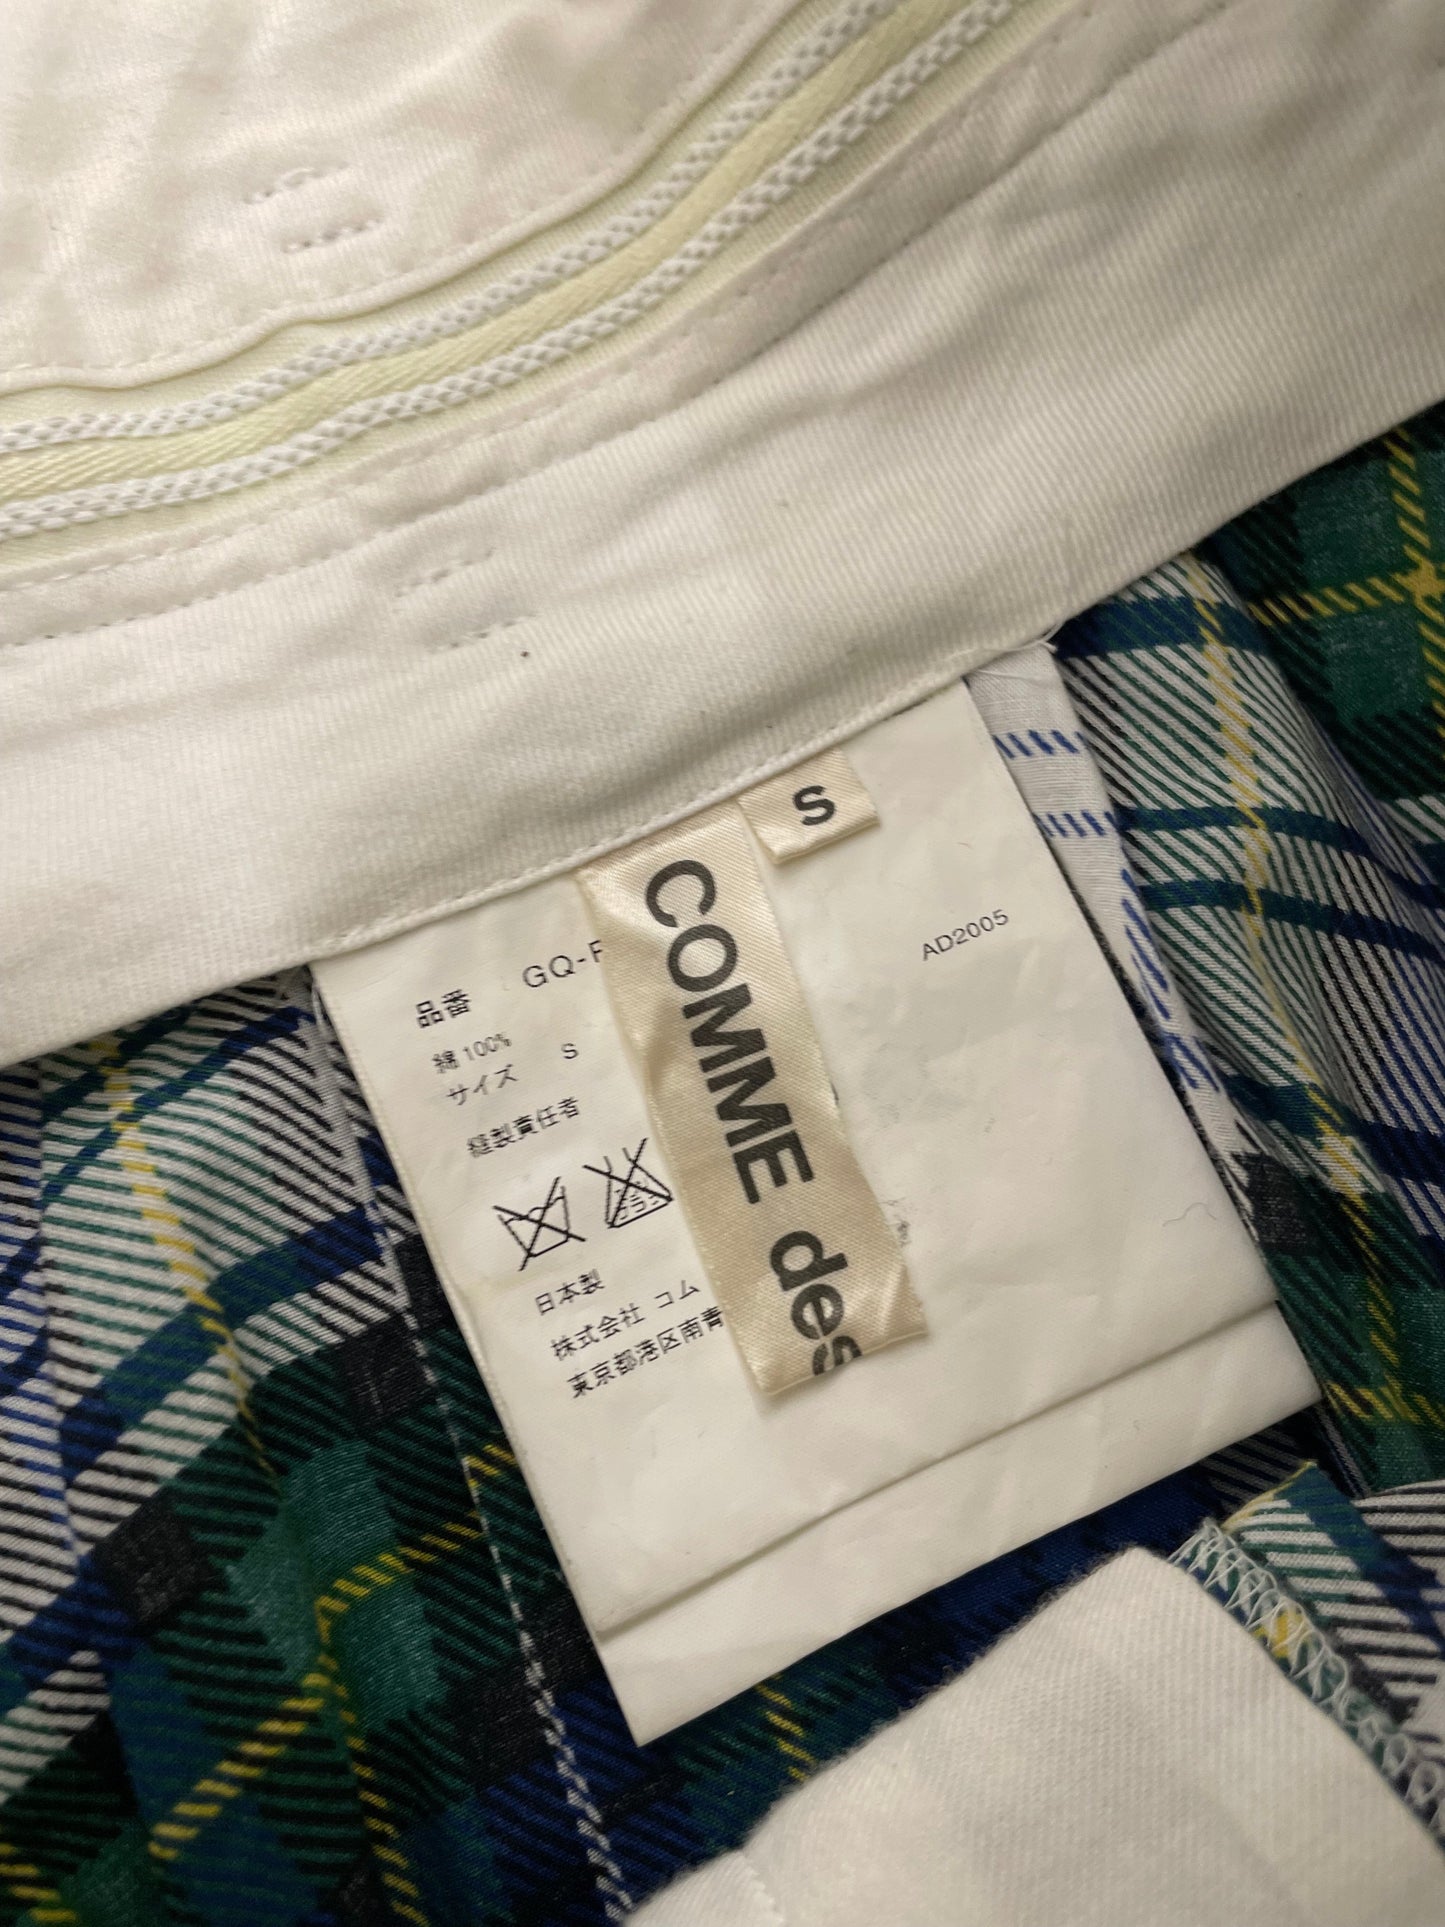 S
COMME des
AD2005
品番 GQ-P
綿 100%
サイズ S
縫製責任者
日本製
株式会社 コム
東京都港区南青